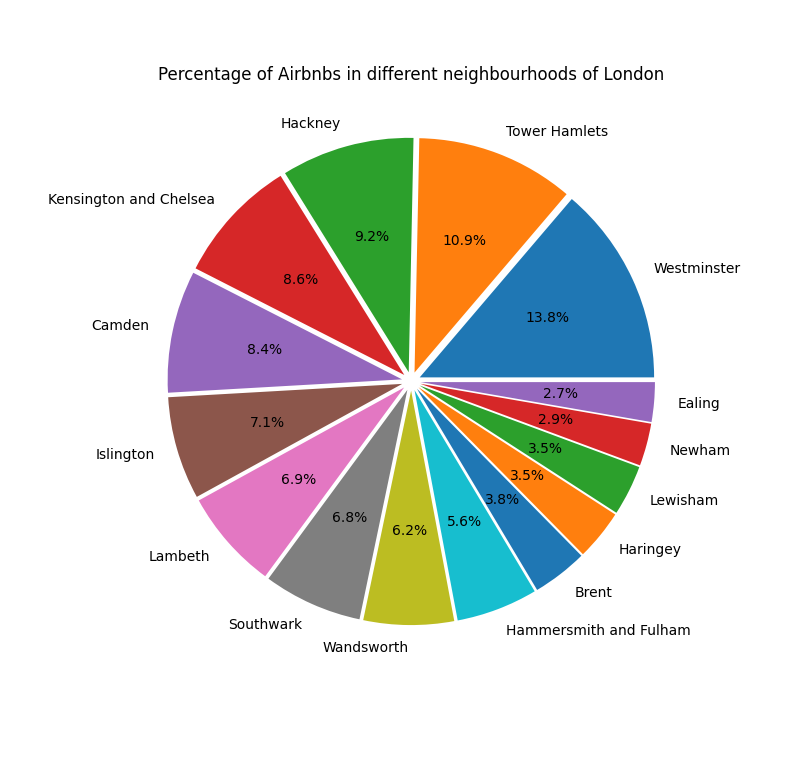 Percentage of Airbnbs in different neighbourhoods of London
Hackney
Tower Hamlets
Kensington and Chelsea
9.2%
10.9%
Westminster
8.6%
13.8%
Camden
8.4%
2.7%
Ealing
7.1%
2.9%
Islington
3.5%
Newham
6.9%
3.5%
Lewisham
6.8%
3.8%
6.2%
5.6%
Haringey
Lambeth
Brent
Southwark
Hammersmith and Fulham
Wandsworth